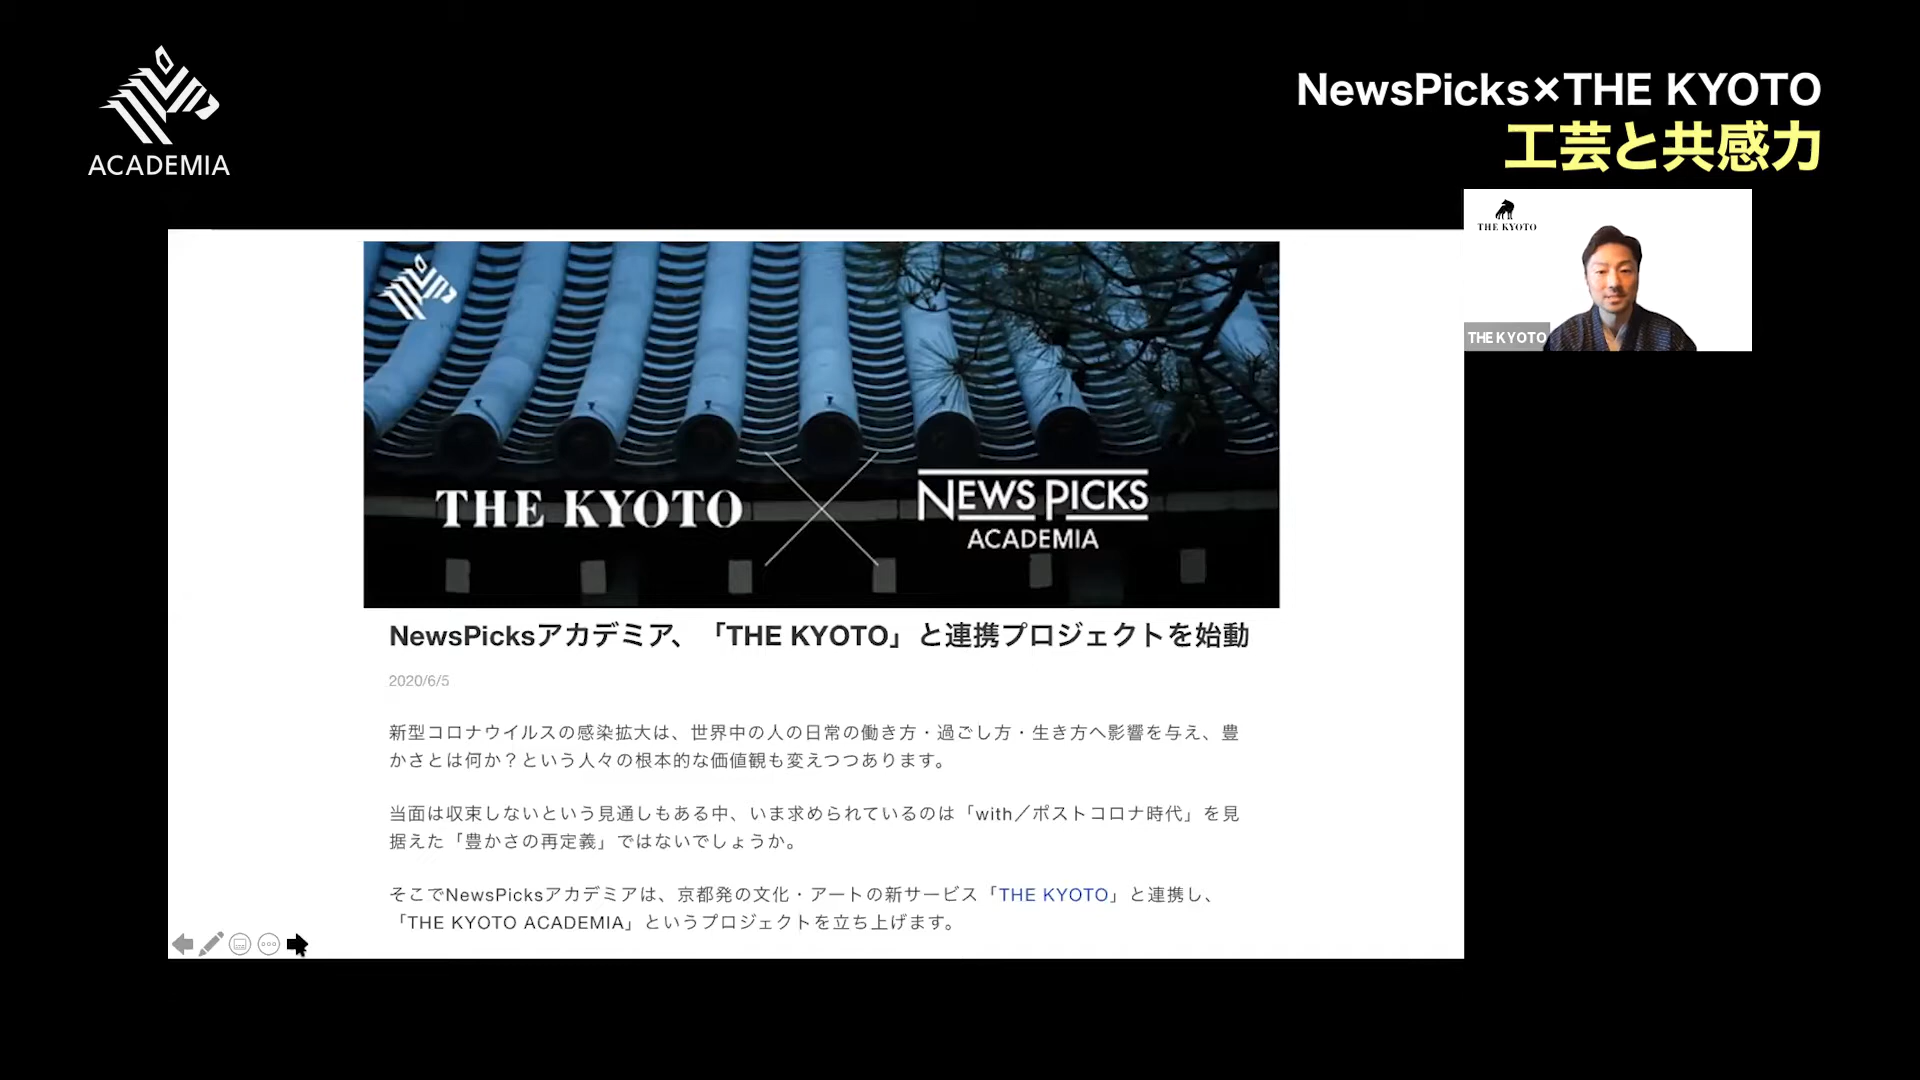 ACADEMIA
NewsPicks×THE KYOTO
工芸と共感力
THE KYOTO
THE KYOTO
THE KYOTO
NEWS PICKS
ACADEMIA
NewsPicksアカデミア、「THE KYOTO」と連携プロジェクトを始動
2020/6/5
新型コロナウイルスの感染拡大は、世界中の人の日常の働き方・過ごし方・生き方へ影響を与え、豊
かさとは何か？という人々の根本的な価値観も変えつつあります。
当面は収束しないという見通しもある中、いま求められているのは「with／ポストコロナ時代」を見
据えた「豊かさの再定義」ではないでしょうか。
そこでNewsPicksアカデミアは、京都発の文化・アートの新サービス「THE KYOTO」と連携し、
「THE KYOTO ACADEMIA」というプロジェクトを立ち上げます。